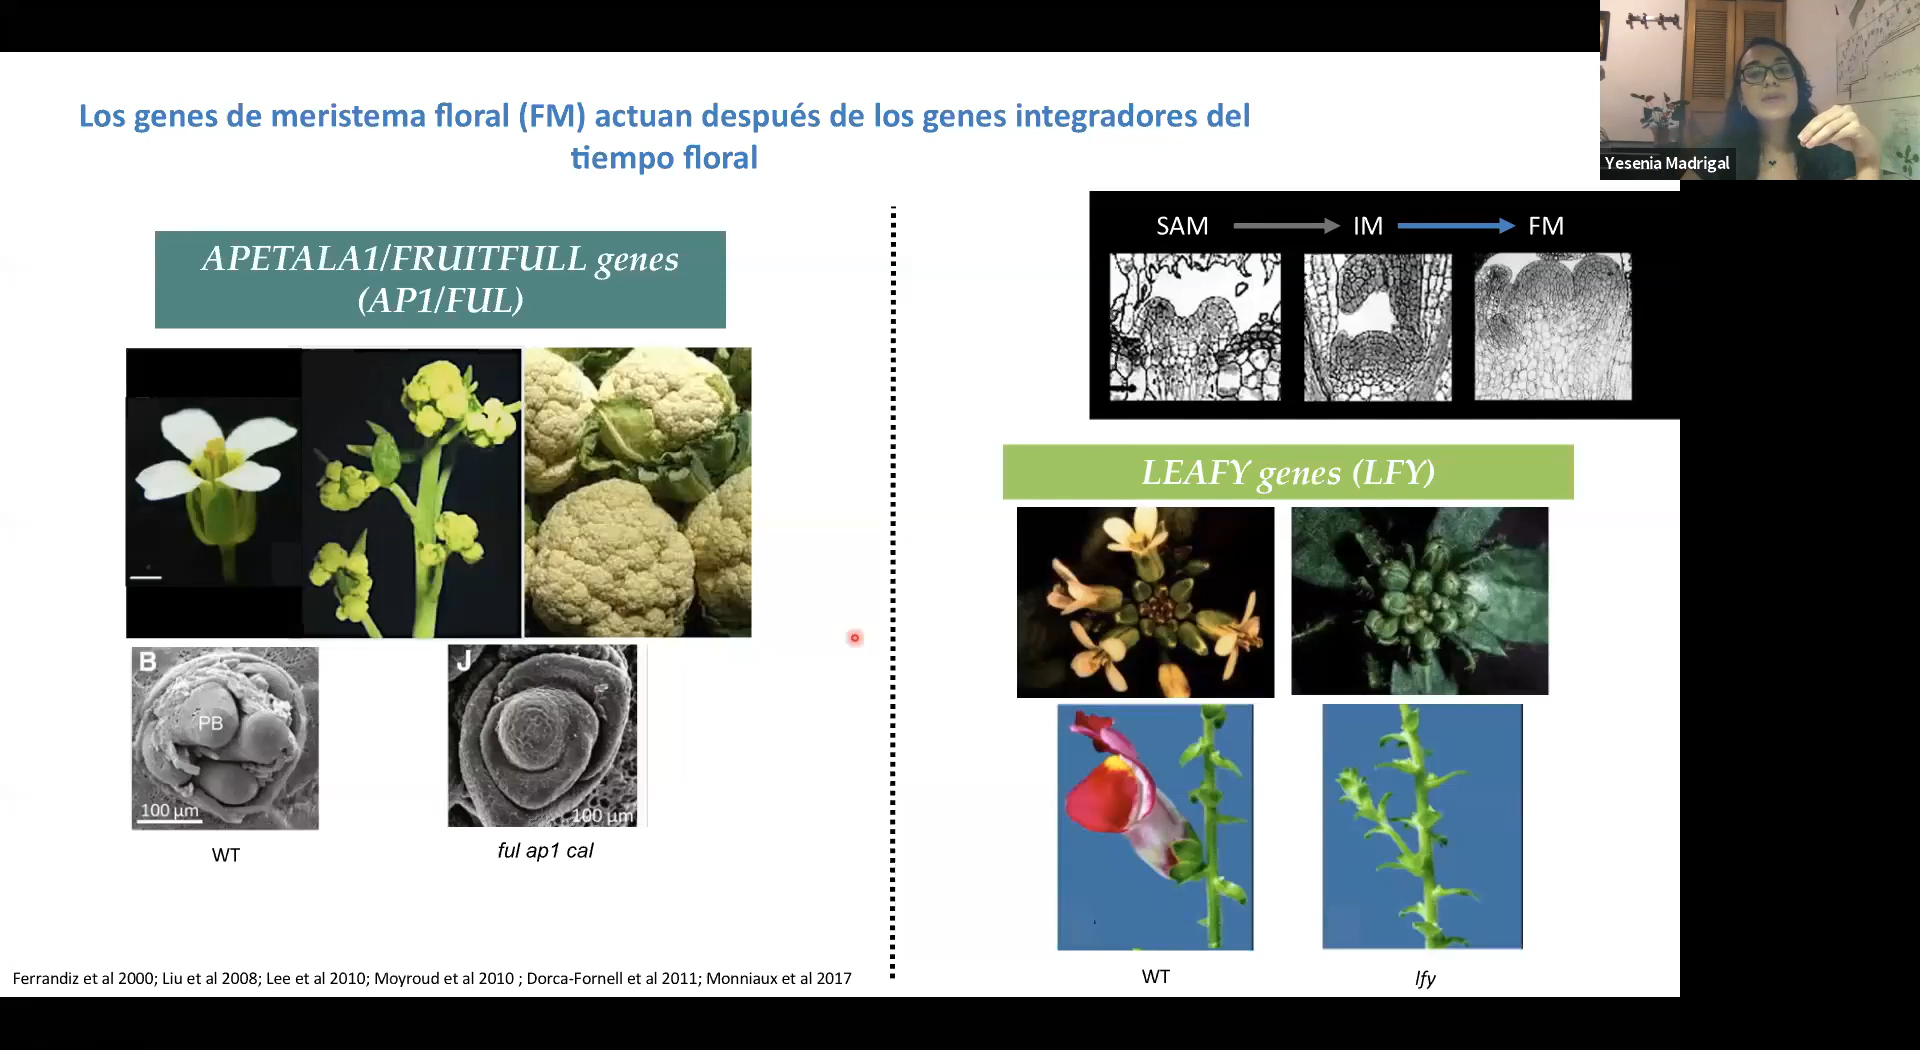 Los genes de meristema floral (FM) actuan después de los genes integradores del
tiempo floral
Yesenia Madrigal
APETALA1/FRUITFULL genes
(AP1/FUL)
SAM
IM
FM
LEAFY genes (LFY)
B
PB
100 µm
J
100 µm
WT
ful ap1 cal
WT
lfy
Ferrandiz et al 2000; Liu et al 2008; Lee et al 2010; Moyroud et al 2010 ; Dorca-Fornell et al 2011; Monniaux et al 2017